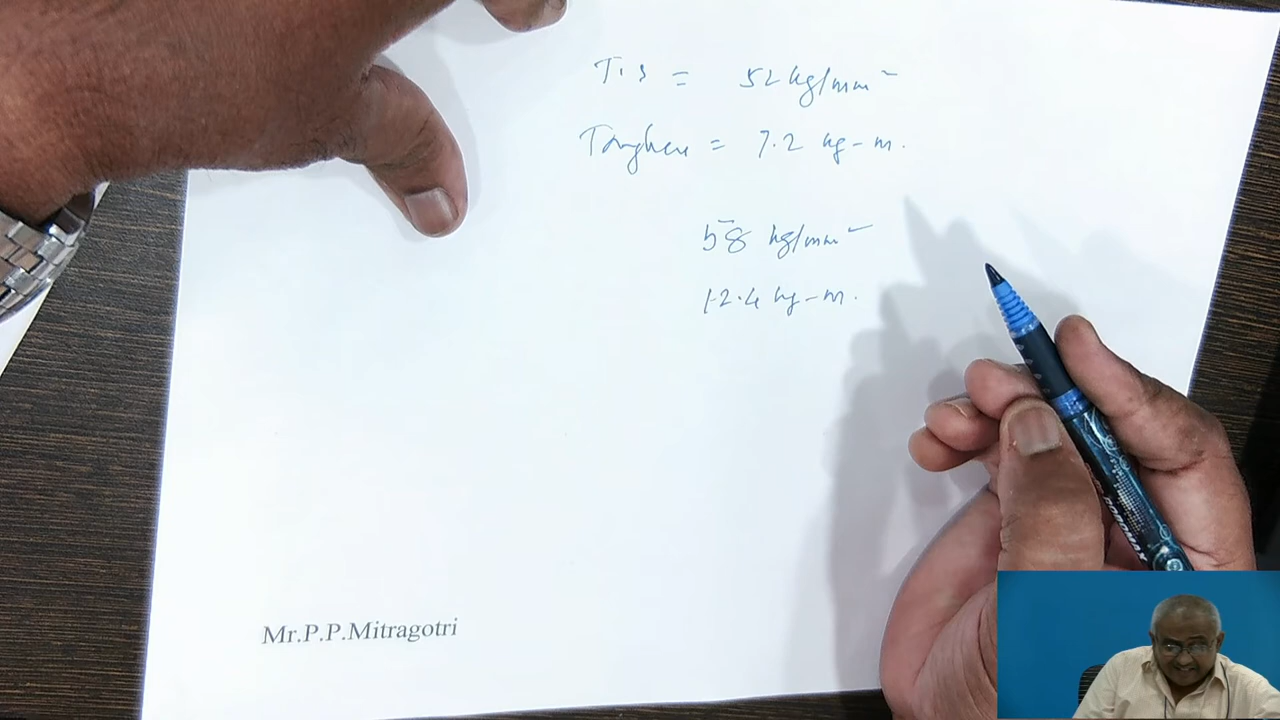 T.S = 52 kg/mm²
Toughness = 7.2 kg-m.
58 kg/mm²
12.4 kg-m.
Mr.P.P.Mitragotri